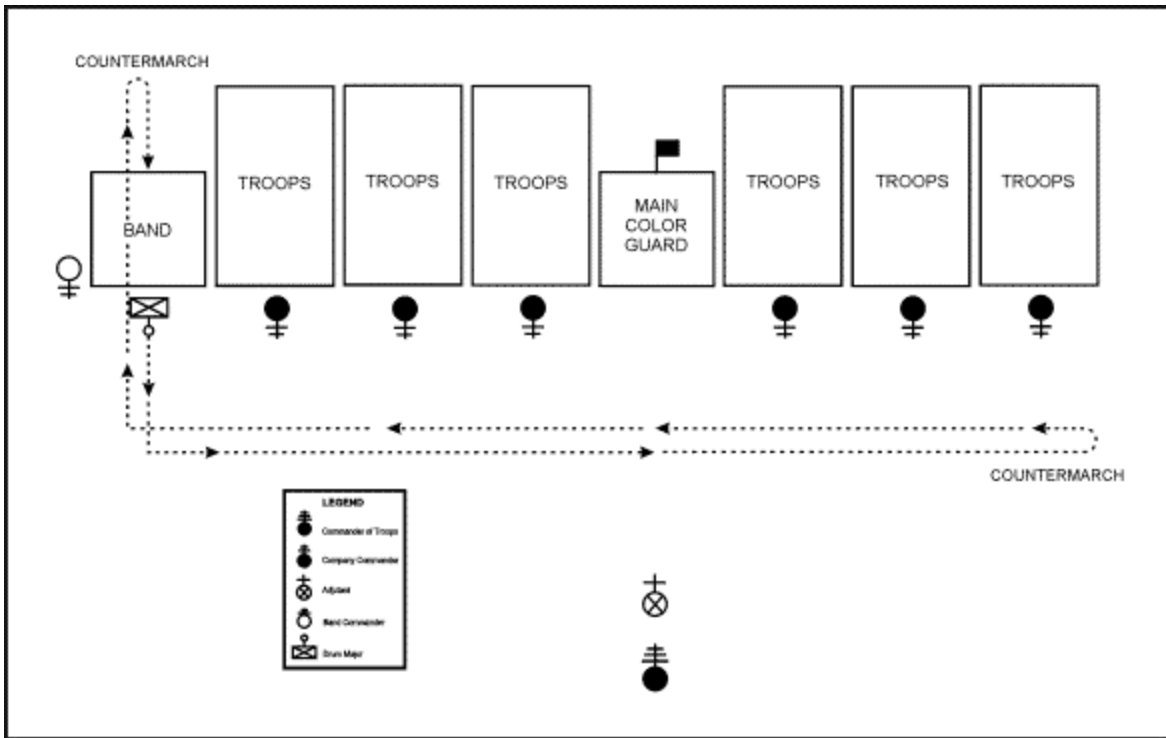 COUNTERMARCH
TROOPS
TROOPS
TROOPS
TROOPS
TROOPS
TROOPS
MAIN
COLOR
GUARD
BAND
COUNTERMARCH
LEGEND
Commander of Troops
Company Commander
Adjutant
Band Commander
Drum Major